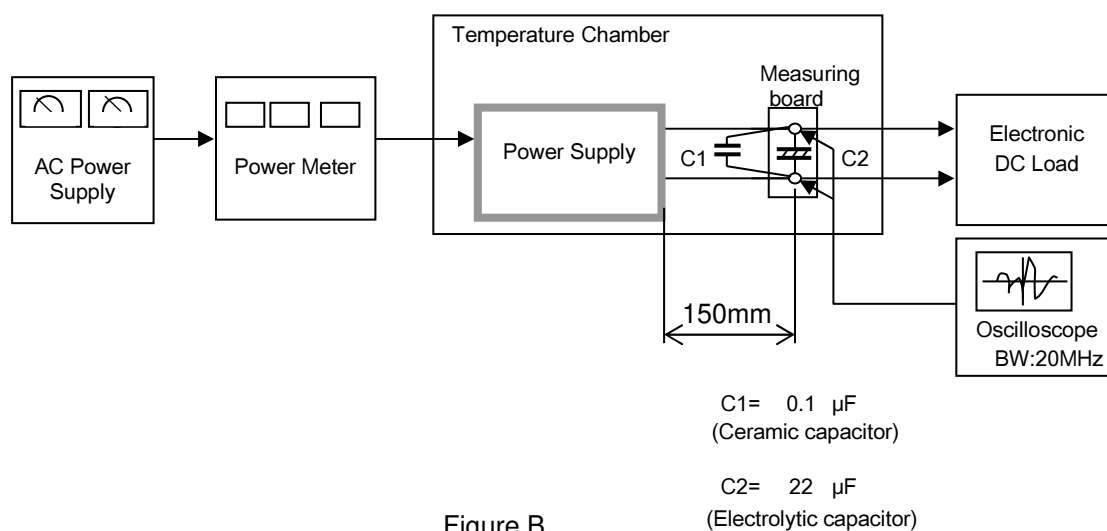 Temperature Chamber
Measuring
board
AC Power
Supply
Power Meter
Power Supply
C1
C2
Electronic
DC Load
150mm
Oscilloscope
BW:20MHz
C1= 0.1 µF
(Ceramic capacitor)
C2= 22 µF
(Electrolytic capacitor)
Figure B